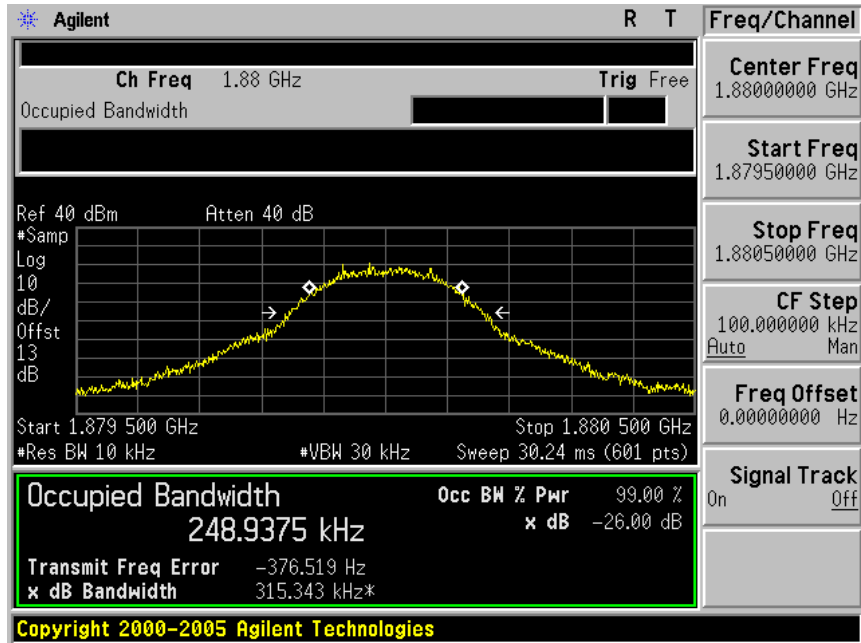 Agilent R T Freq/Channel
Ch Freq 1.88 GHz Trig Free
Occupied Bandwidth
Center Freq
1.88000000 GHz
Start Freq
1.87950000 GHz
Stop Freq
1.88050000 GHz
CF Step
100.000000 kHz
Auto Man
Freq Offset
0.00000000 Hz
Signal Track
On Off
Ref 40 dBm Atten 40 dB
#Samp
Log
10
dB/
Offst
13
dB
Start 1.879 500 GHz Stop 1.880 500 GHz
#Res BW 10 kHz #VBW 30 kHz Sweep 30.24 ms (601 pts)
Occupied Bandwidth Occ BW % Pwr 99.00 %
248.9375 kHz x dB -26.00 dB
Transmit Freq Error -376.519 Hz
x dB Bandwidth 315.343 kHz*
Copyright 2000-2005 Agilent Technologies